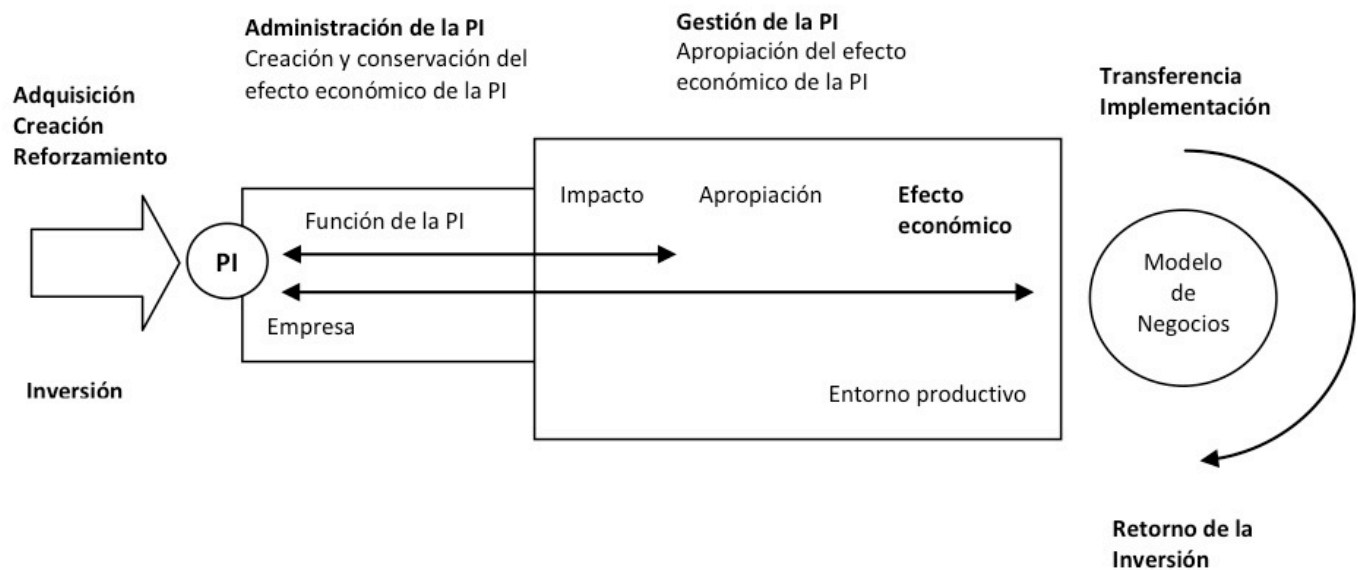 Administración de la PI
Creación y conservación del
efecto económico de la PI
Gestión de la PI
Apropiación del efecto
económico de la PI
Transferencia
Implementación
Adquisición
Creación
Reforzamiento
Impacto
Apropiación
Efecto
económico
Función de la PI
PI
Empresa
Modelo
de
Negocios
Inversión
Entorno productivo
Retorno de la
Inversión